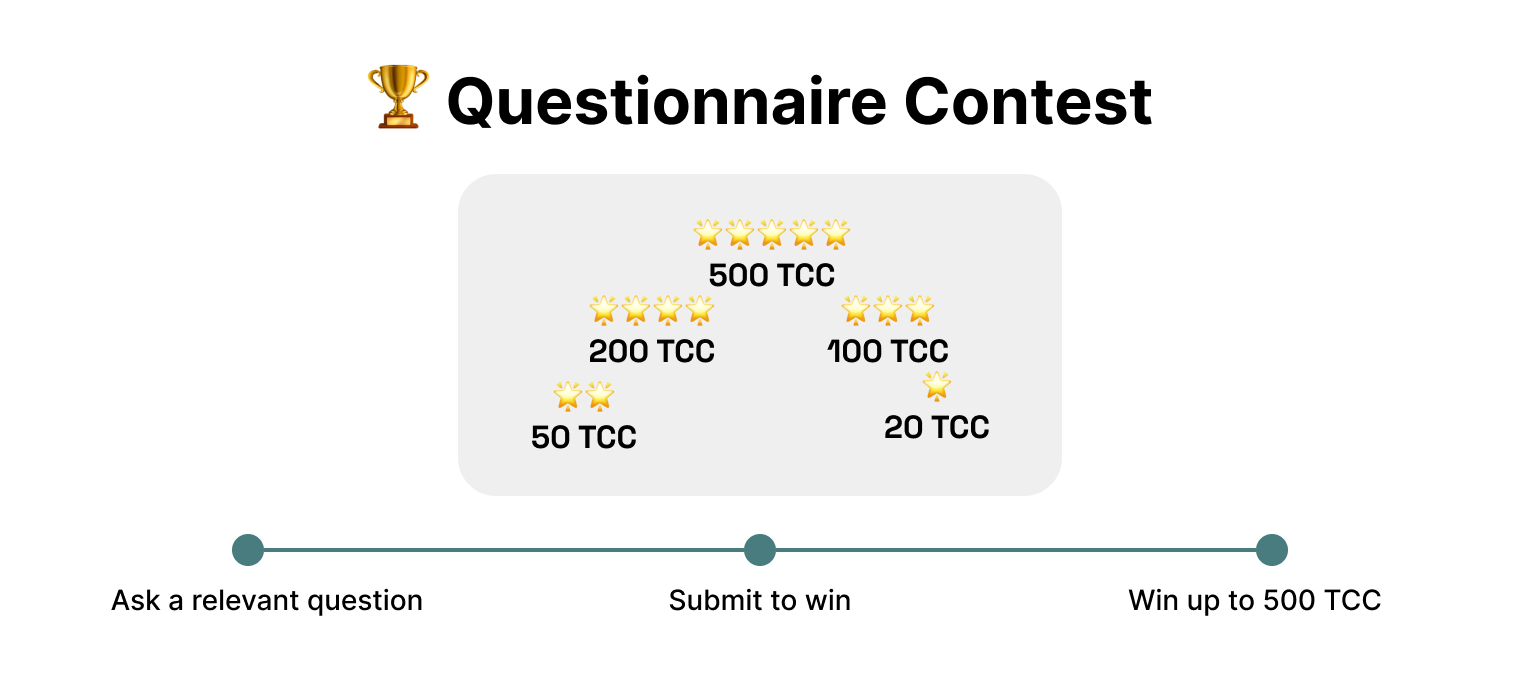 🏆 Questionnaire Contest
🌟🌟🌟🌟🌟
500 TCC
🌟🌟🌟🌟 🌟🌟🌟
200 TCC 100 TCC
🌟🌟 🌟
50 TCC 20 TCC
Ask a relevant question Submit to win Win up to 500 TCC